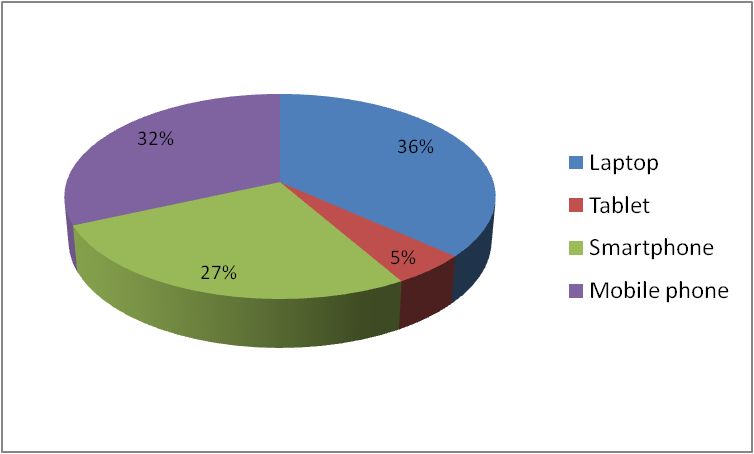 32%
36%
5%
27%
Laptop
Tablet
Smartphone
Mobile phone